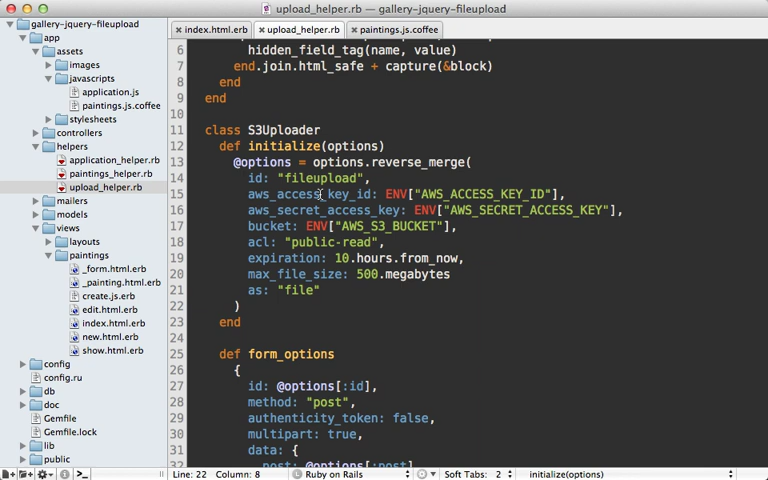 upload_helper.rb — gallery-jquery-fileupload
gallery-jquery-fileupload
app
assets
images
javascripts
application.js
paintings.js.coffee
stylesheets
controllers
helpers
application_helper.rb
paintings_helper.rb
upload_helper.rb
mailers
models
views
layouts
paintings
_form.html.erb
_painting.html.erb
create.js.erb
edit.html.erb
index.html.erb
new.html.erb
show.html.erb
config
config.ru
db
doc
Gemfile
Gemfile.lock
lib
public
index.html.erb upload_helper.rb paintings.js.coffee
6 hidden_field_tag(name, value)
7 end.join.html_safe + capture(&block)
8 end
9 end
10
11 class S3Uploader
12 def initialize(options)
13 @options = options.reverse_merge(
14 id: "fileupload",
15 aws_access_key_id: ENV["AWS_ACCESS_KEY_ID"],
16 aws_secret_access_key: ENV["AWS_SECRET_ACCESS_KEY"],
17 bucket: ENV["AWS_S3_BUCKET"],
18 acl: "public-read",
19 expiration: 10.hours.from_now,
20 max_file_size: 500.megabytes
21 as: "file"
22 )
23 end
24
25 def form_options
26 {
27 id: @options[:id],
28 method: "post",
29 authenticity_token: false,
30 multipart: true,
31 data: {
32 post: @options[:post]
Line: 22 Column: 8 Ruby on Rails Soft Tabs: 2 initialize(options)